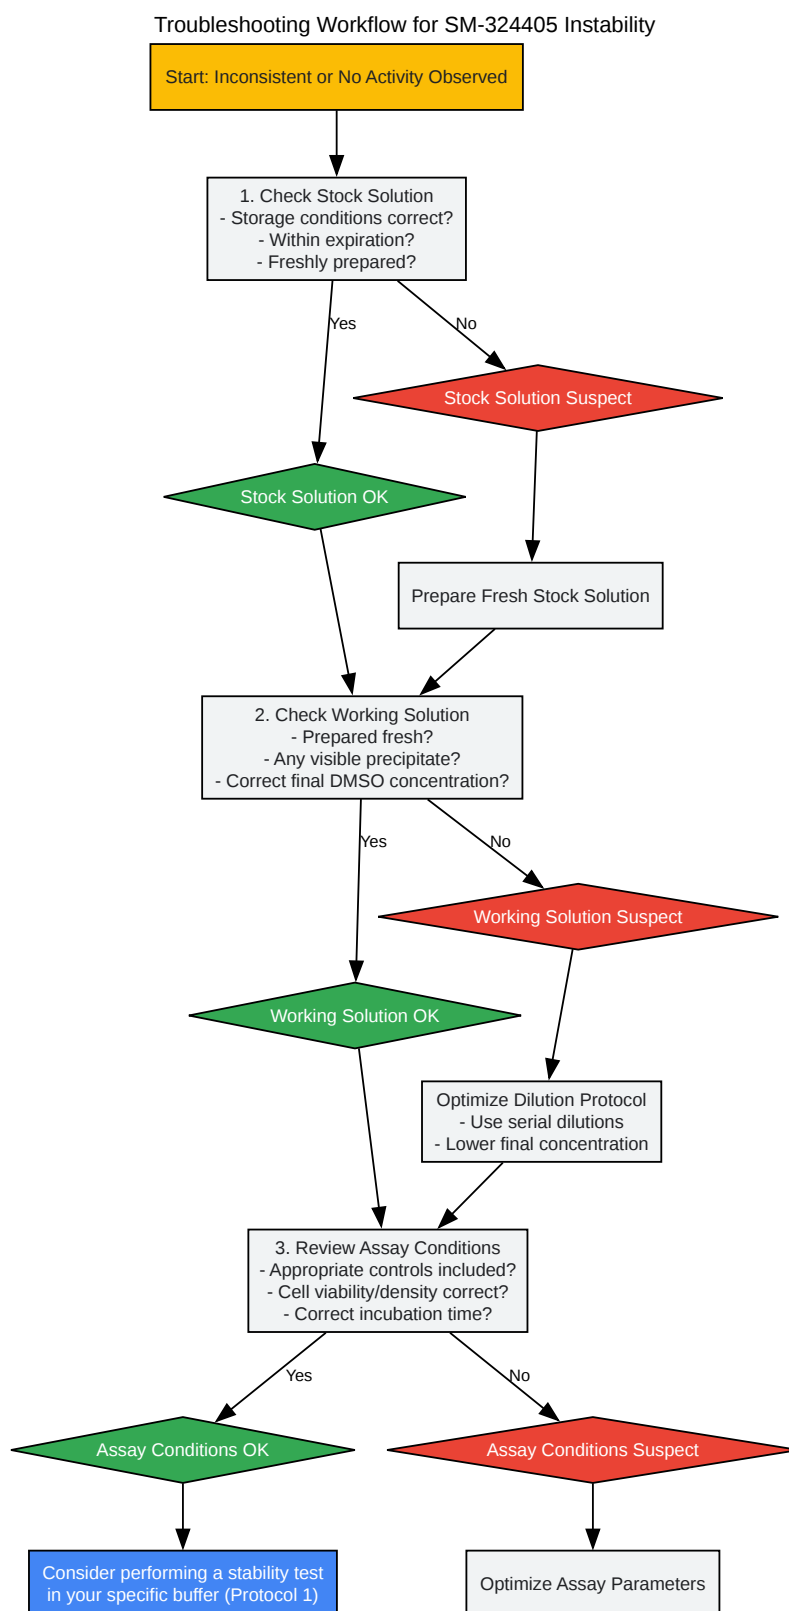 Troubleshooting Workflow for SM-324405 Instability
Start: Inconsistent or No Activity Observed
1. Check Stock Solution
- Storage conditions correct?
- Within expiration?
- Freshly prepared?
Yes
No
Stock Solution Suspect
Stock Solution OK
Prepare Fresh Stock Solution
2. Check Working Solution
- Prepared fresh?
- Any visible precipitate?
- Correct final DMSO concentration?
Yes
No
Working Solution Suspect
Working Solution OK
Optimize Dilution Protocol
- Use serial dilutions
- Lower final concentration
3. Review Assay Conditions
- Appropriate controls included?
- Cell viability/density correct?
- Correct incubation time?
Yes
No
Assay Conditions OK
Assay Conditions Suspect
Consider performing a stability test
in your specific buffer (Protocol 1)
Optimize Assay Parameters